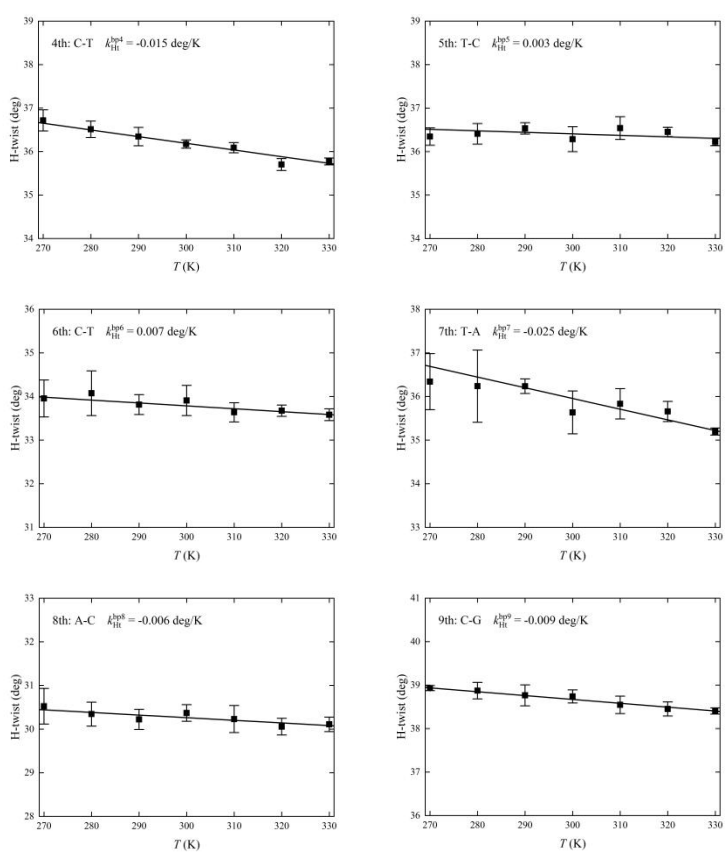 4th: C-T k_Ht^bp4 = -0.015 deg/K
H-twist (deg)
39
38
37
36
35
34
270 280 290 300 310 320 330
T (K)
5th: T-C k_Ht^bp5 = 0.003 deg/K
H-twist (deg)
39
38
37
36
35
34
270 280 290 300 310 320 330
T (K)
6th: C-T k_Ht^bp6 = 0.007 deg/K
H-twist (deg)
36
35
34
33
32
31
270 280 290 300 310 320 330
T (K)
7th: T-A k_Ht^bp7 = -0.025 deg/K
H-twist (deg)
38
37
36
35
34
33
270 280 290 300 310 320 330
T (K)
8th: A-C k_Ht^bp8 = -0.006 deg/K
H-twist (deg)
33
32
31
30
29
28
270 280 290 300 310 320 330
T (K)
9th: C-G k_Ht^bp9 = -0.009 deg/K
H-twist (deg)
41
40
39
38
37
36
270 280 290 300 310 320 330
T (K)